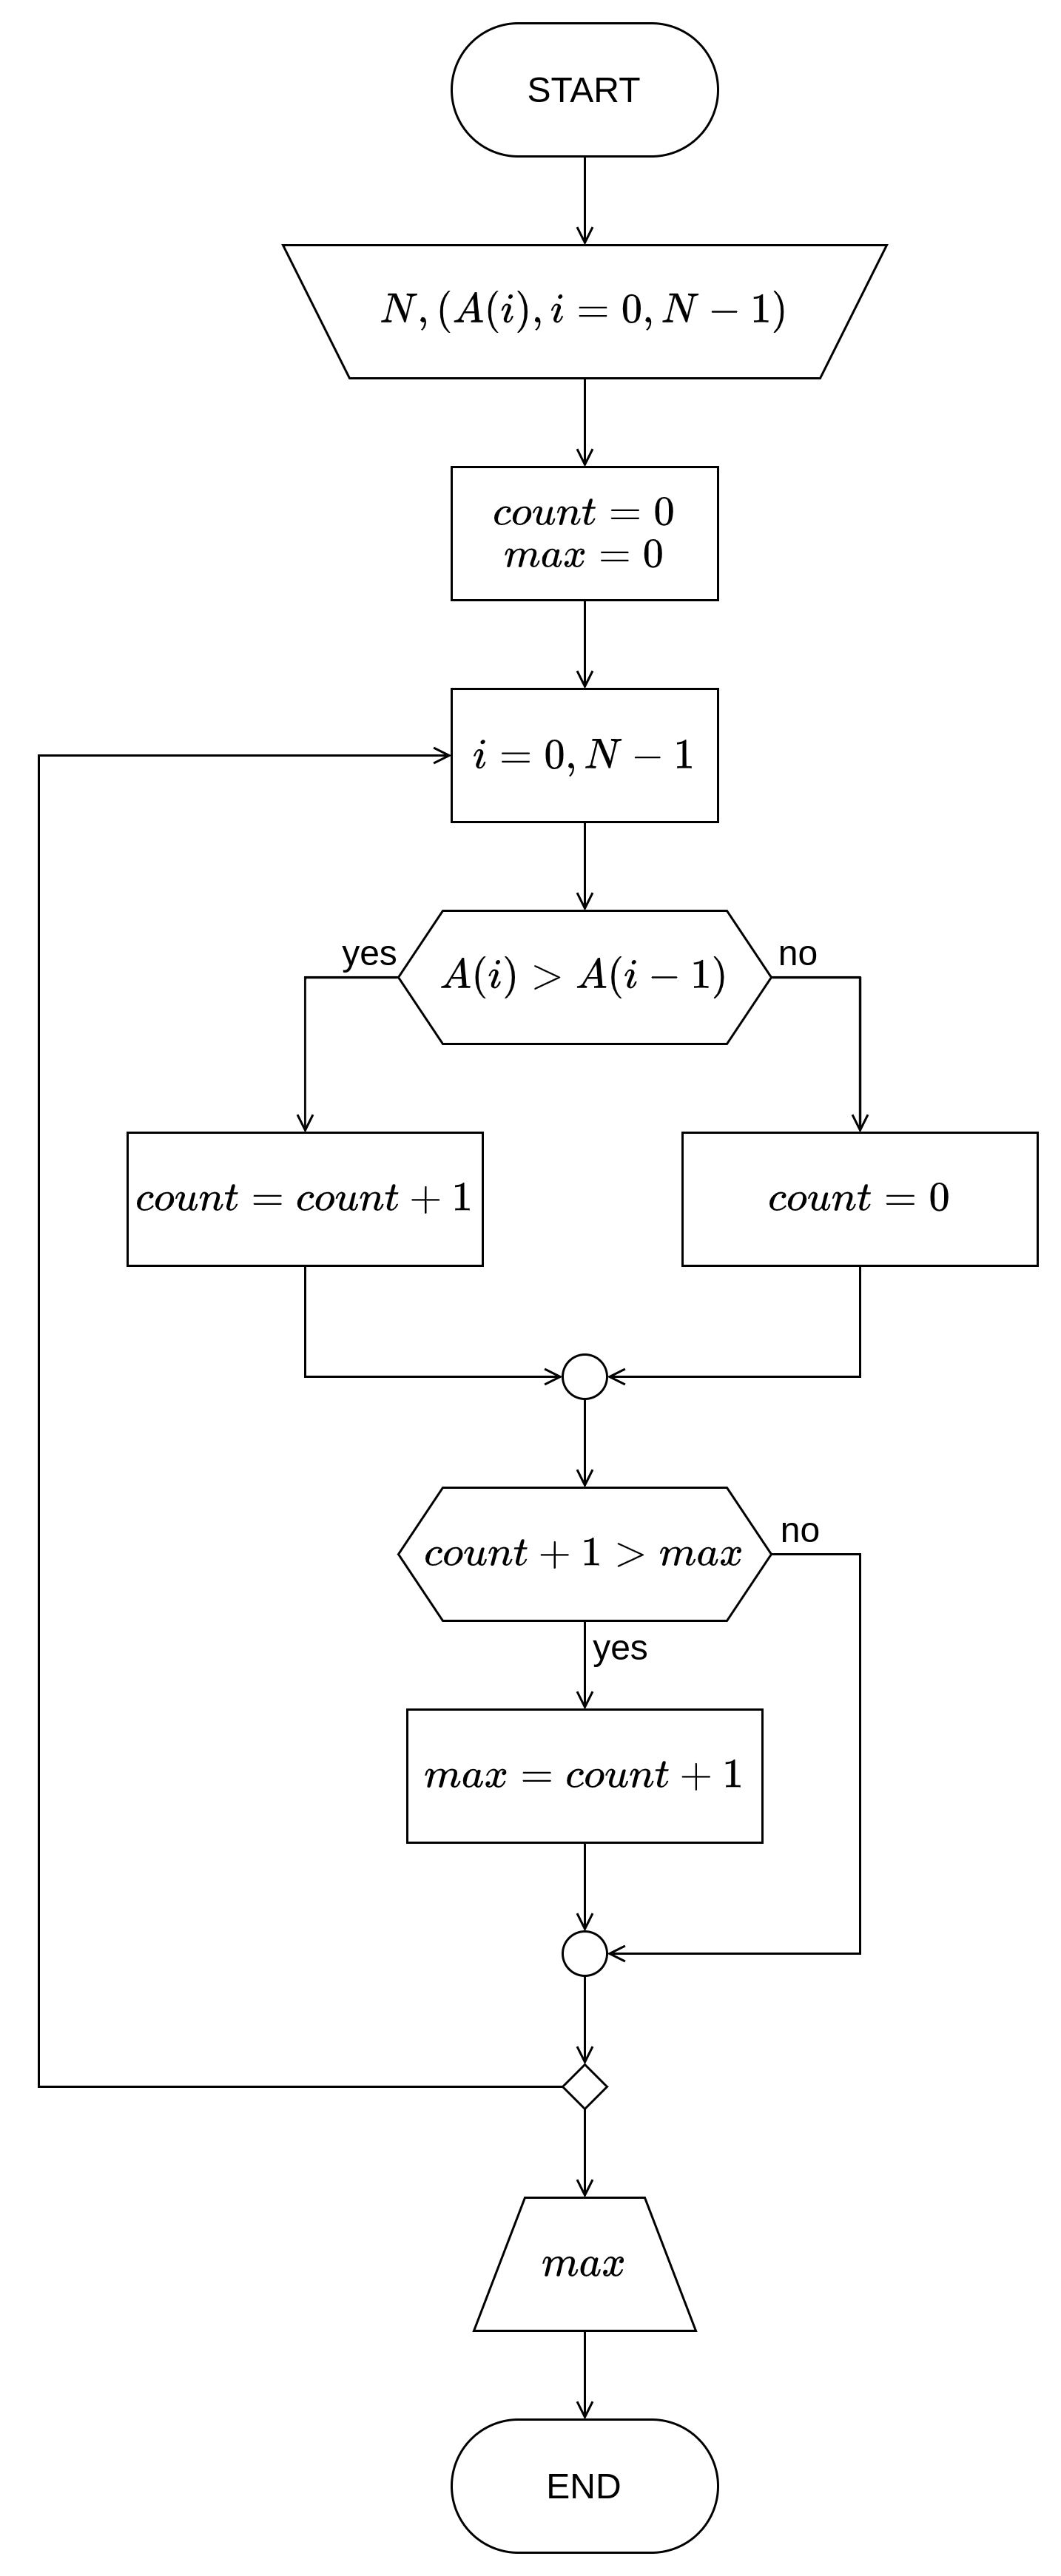 START
N, (A(i), i = 0, N − 1)
count = 0
max = 0
i = 0, N − 1
yes
A(i) > A(i − 1)
no
count = count + 1
count = 0
count + 1 > max
no
yes
max = count + 1
max
END